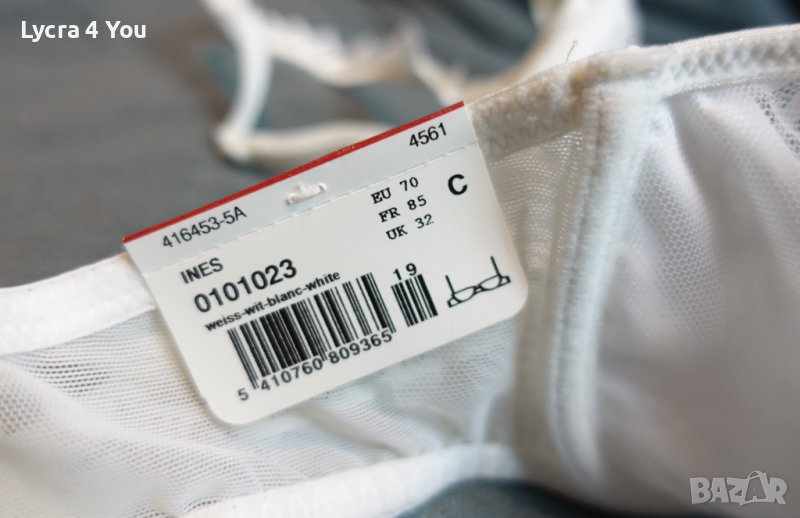 Lycra 4 You
416453-5A 4561
INES
0101023
weiss-wit-blanc-white
EU 70 C
FR 85
UK 32
19
5 410760 809365
BAZAR